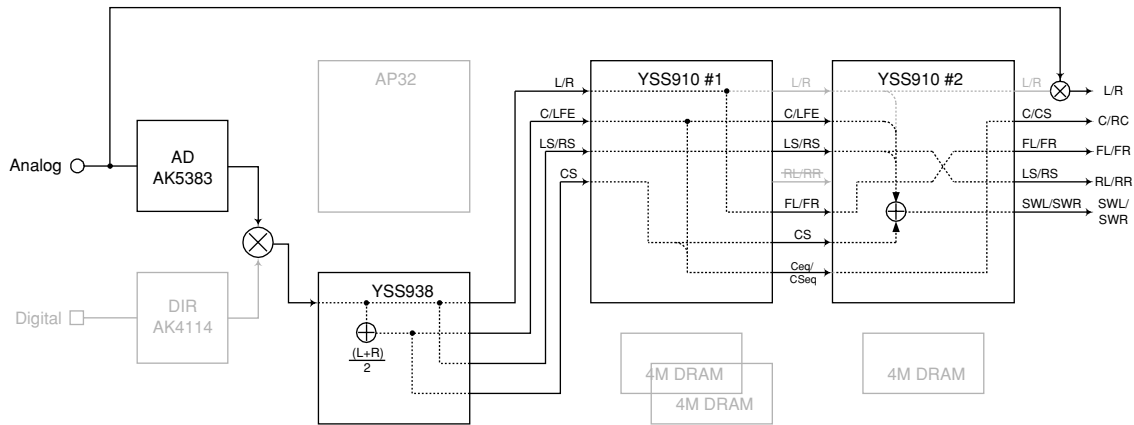 AP32
YSS910 #1
YSS910 #2
L/R
L/R
L/R
L/R
C/LFE
C/LFE
C/CS
C/RC
Analog
AD
AK5383
LS/RS
LS/RS
FL/FR
FL/FR
CS
RL/RR
LS/RS
RL/RR
FL/FR
SWL/SWR
SWL/
SWR
CS
Ceq/
CSeq
Digital
DIR
AK4114
YSS938
(L+R)
2
4M DRAM
4M DRAM
4M DRAM